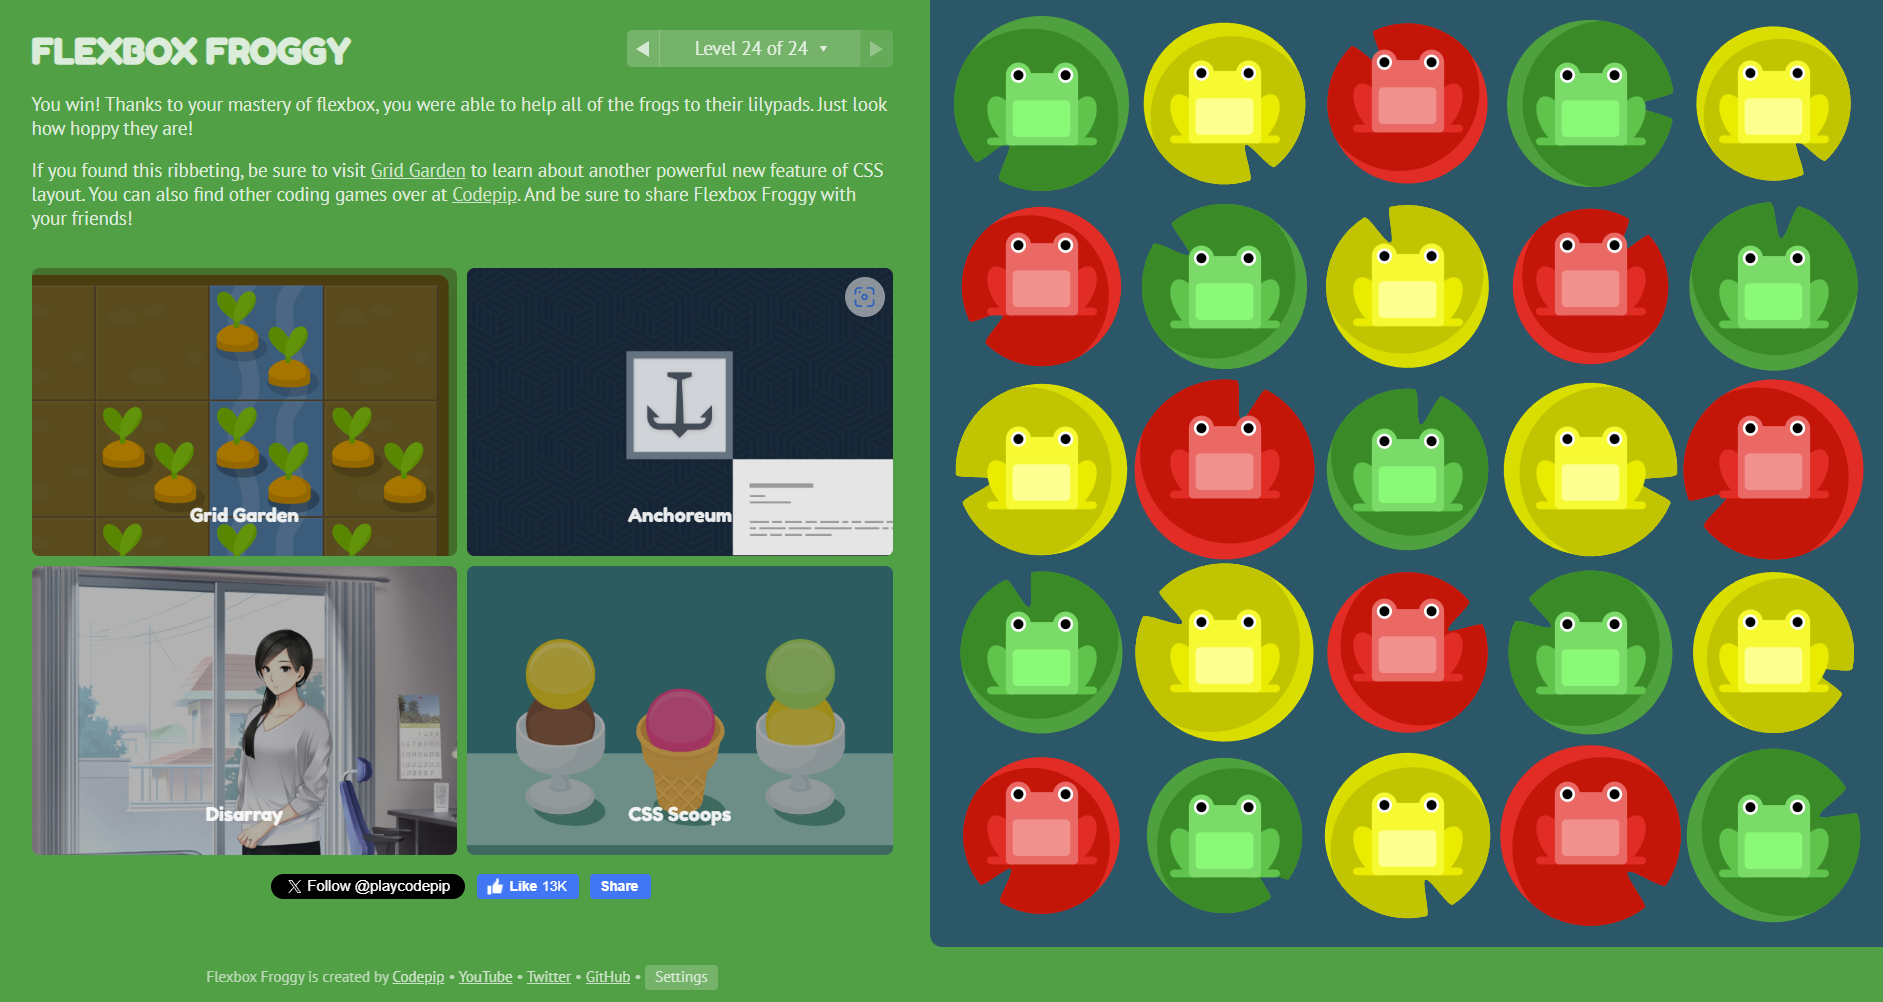 FLEXBOX FROGGY
Level 24 of 24
You win! Thanks to your mastery of flexbox, you were able to help all of the frogs to their lilypads. Just look
how hoppy they are!
If you found this ribbeting, be sure to visit Grid Garden to learn about another powerful new feature of CSS
layout. You can also find other coding games over at Codepip. And be sure to share Flexbox Froggy with
your friends!
Grid Garden
Anchoreum
Disarray
CSS Scoops
Follow @playcodepip
Like 13K
Share
Flexbox Froggy is created by Codepip • YouTube • Twitter • GitHub • Settings